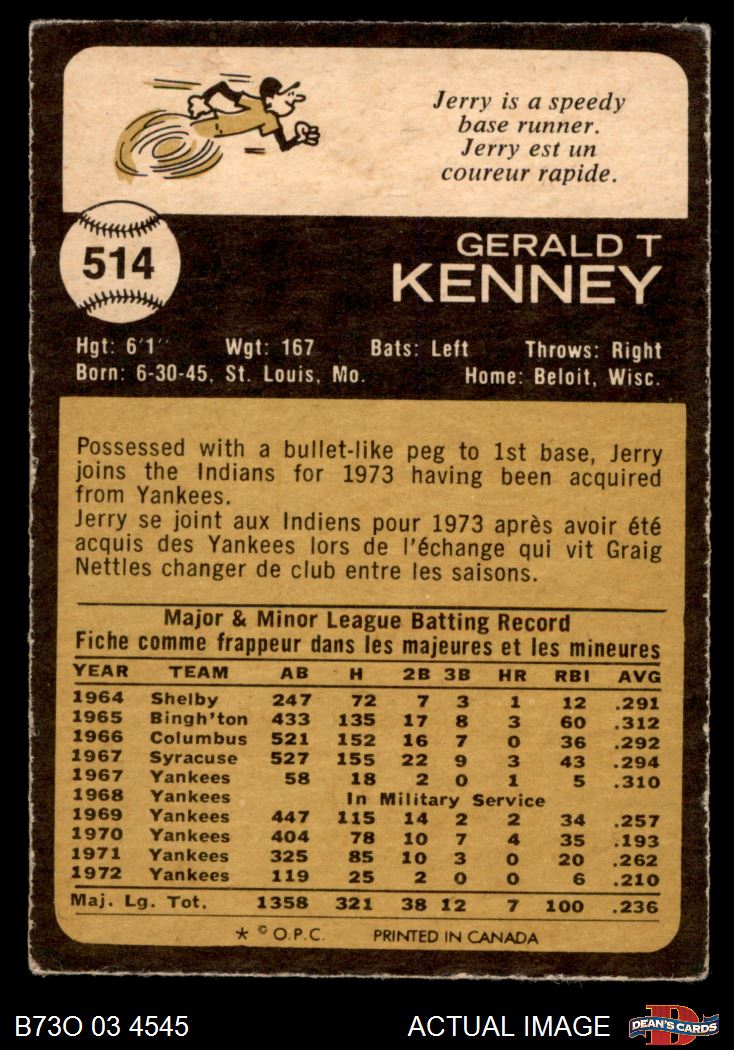 Jerry is a speedy
base runner.
Jerry est un
coureur rapide.
514
GERALD T
KENNEY
Hgt: 6'1" Wgt: 167 Bats: Left Throws: Right
Born: 6-30-45, St. Louis, Mo. Home: Beloit, Wisc.
Possessed with a bullet-like peg to 1st base, Jerry
joins the Indians for 1973 having been acquired
from Yankees.
Jerry se joint aux Indiens pour 1973 après avoir été
acquis des Yankees lors de l'échange qui vit Graig
Nettles changer de club entre les saisons.
Major & Minor League Batting Record
Fiche comme frappeur dans les majeures et les mineures
YEAR TEAM AB H 2B 3B HR RBI AVG
1964 Shelby 247 72 7 3 1 12 .291
1965 Bingh'ton 433 135 17 8 3 60 .312
1966 Columbus 521 152 16 7 0 36 .292
1967 Syracuse 527 155 22 9 3 43 .294
1967 Yankees 58 18 2 0 1 5 .310
1968 Yankees In Military Service
1969 Yankees 447 115 14 2 2 34 .257
1970 Yankees 404 78 10 7 4 35 .193
1971 Yankees 325 85 10 3 0 20 .262
1972 Yankees 119 25 2 0 0 6 .210
Maj. Lg. Tot. 1358 321 38 12 7 100 .236
* © O.P.C. PRINTED IN CANADA
B73O 03 4545 ACTUAL IMAGE D DEAN'S CARDS